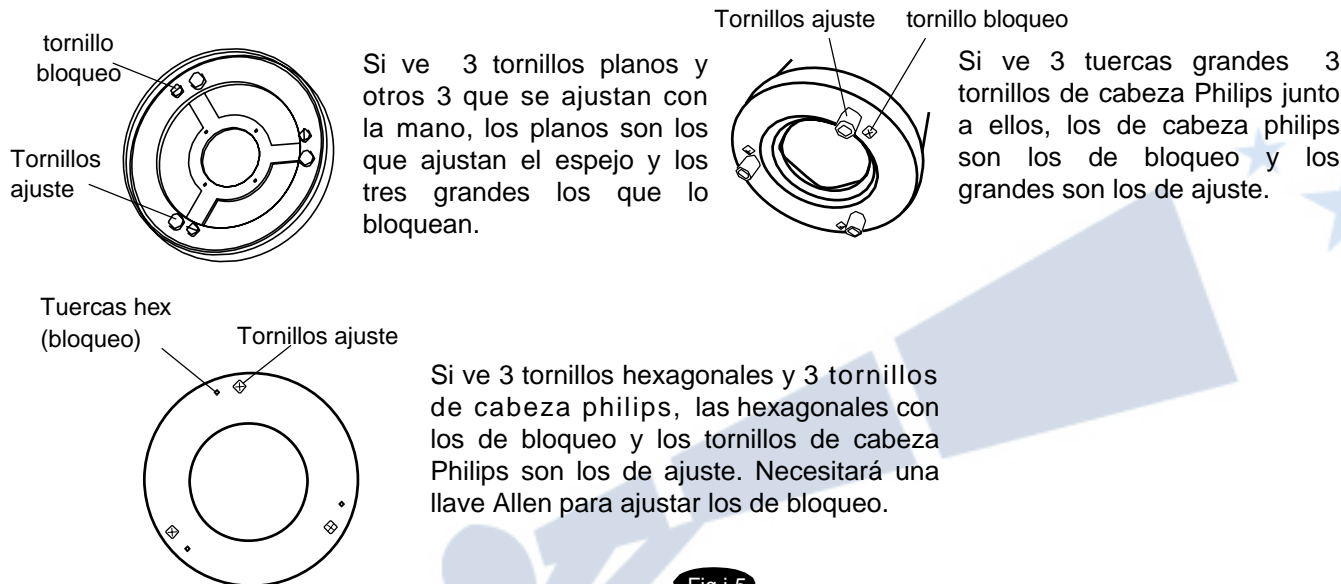 tornillo
bloqueo
Tornillos
ajuste
Si ve 3 tornillos planos y
otros 3 que se ajustan con
la mano, los planos son los
que ajustan el espejo y los
tres grandes los que lo
bloquean.
Tornillos ajuste tornillo bloqueo
Si ve 3 tuercas grandes 3
tornillos de cabeza Philips junto
a ellos, los de cabeza philips
son los de bloqueo y los
grandes son los de ajuste.
Tuercas hex
(bloqueo)
Tornillos ajuste
Si ve 3 tornillos hexagonales y 3 tornillos
de cabeza philips, las hexagonales con
los de bloqueo y los tornillos de cabeza
Philips son los de ajuste. Necesitará una
llave Allen para ajustar los de bloqueo.
Fig i-5